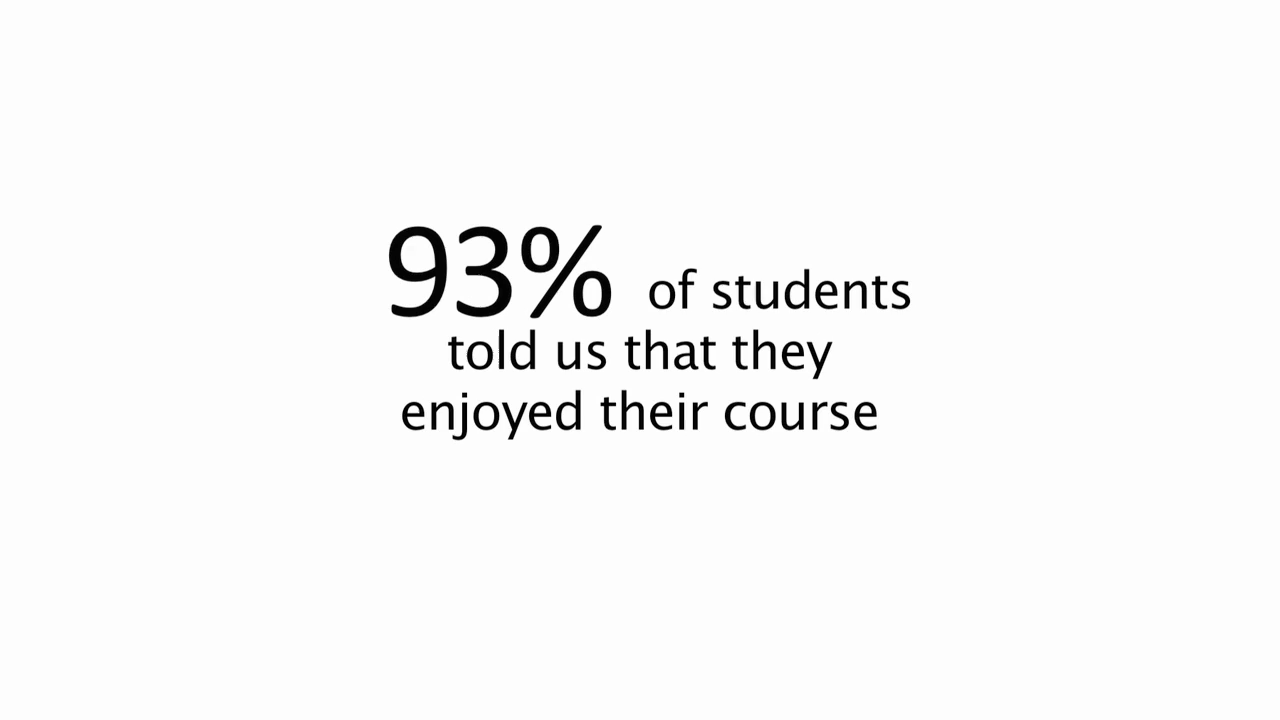 93% of students
told us that they
enjoyed their course